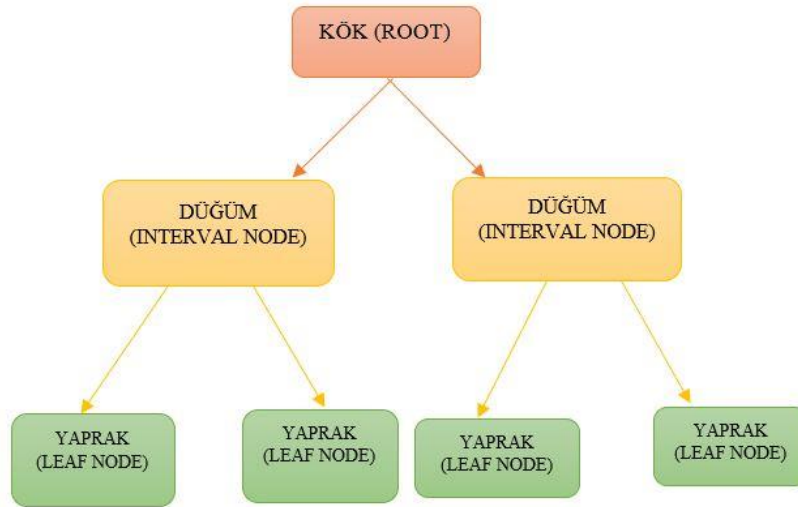 KÖK (ROOT)
DÜĞÜM
(INTERVAL NODE)
DÜĞÜM
(INTERVAL NODE)
YAPRAK
(LEAF NODE)
YAPRAK
(LEAF NODE)
YAPRAK
(LEAF NODE)
YAPRAK
(LEAF NODE)